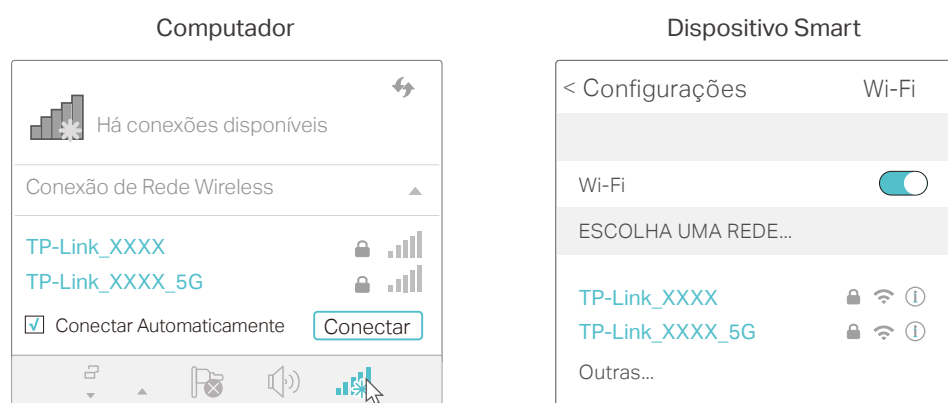 Computador
Há conexões disponíveis
Conexão de Rede Wireless
TP-Link_XXXX
TP-Link_XXXX_5G
Conectar Automaticamente
Conectar
Dispositivo Smart
< Configurações
Wi-Fi
Wi-Fi
ESCOLHA UMA REDE...
TP-Link_XXXX
TP-Link_XXXX_5G
Outras...